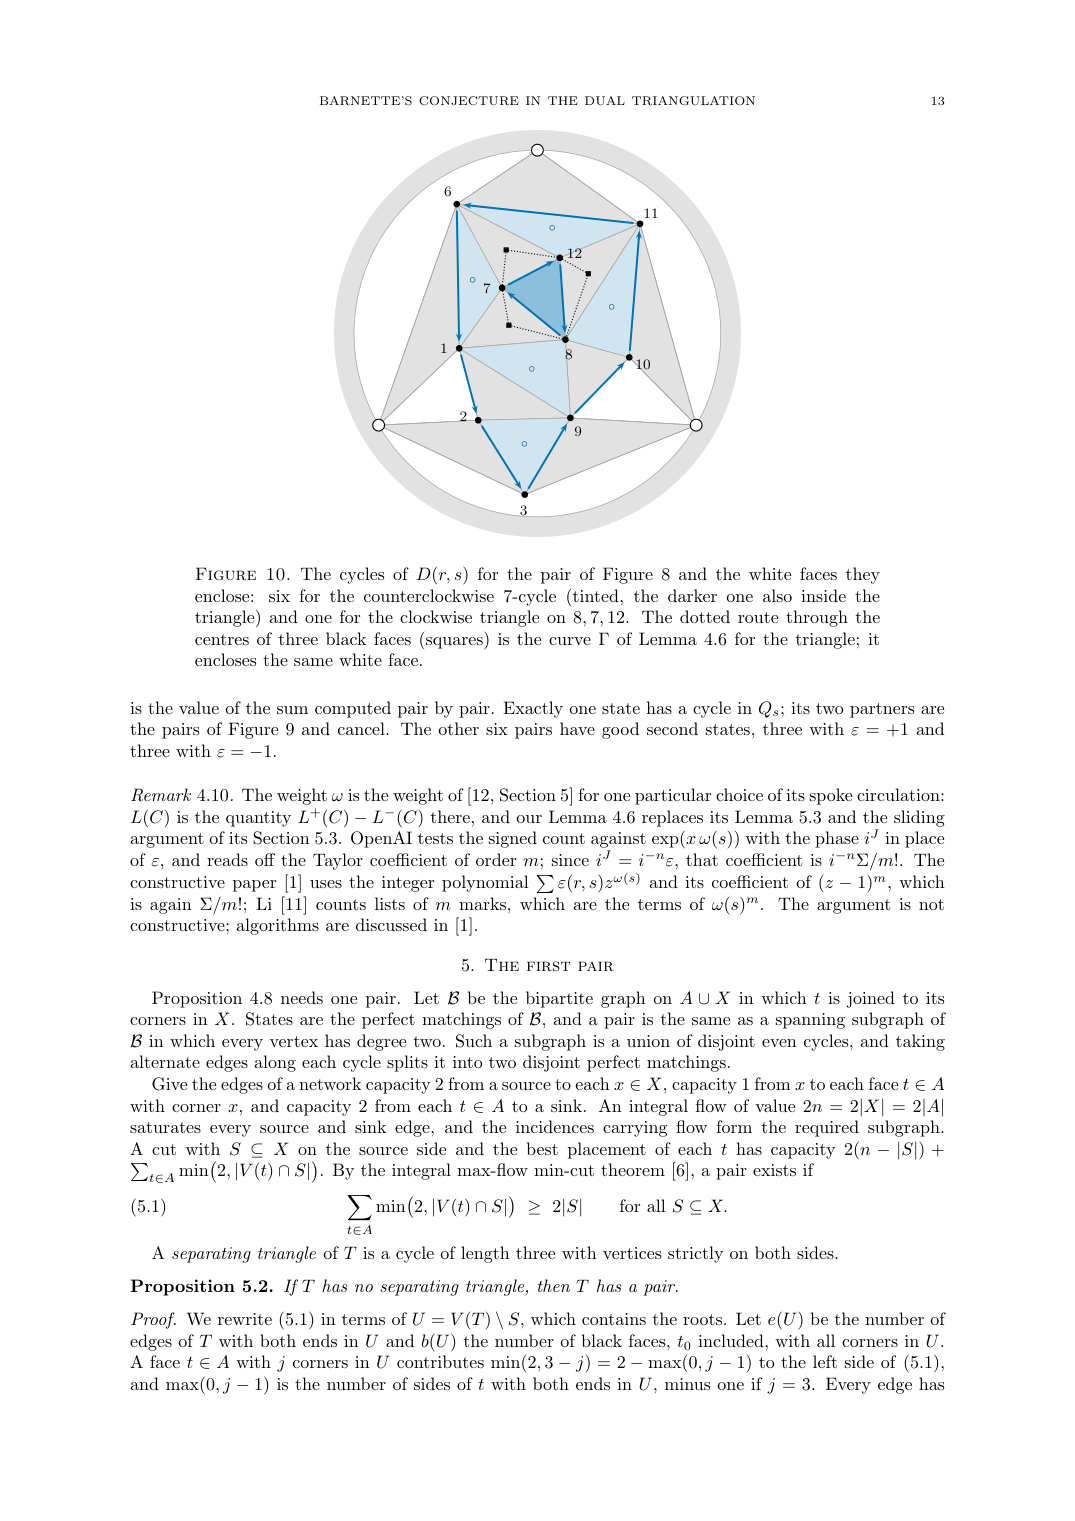 BARNETTE'S CONJECTURE IN THE DUAL TRIANGULATION 13
6
11
12
7
1
8
10
2
9
3
FIGURE 10. The cycles of D(r, s) for the pair of Figure 8 and the white faces they
enclose: six for the counterclockwise 7-cycle (tinted, the darker one also inside the
triangle) and one for the clockwise triangle on 8, 7, 12. The dotted route through the
centres of three black faces (squares) is the curve Γ of Lemma 4.6 for the triangle; it
encloses the same white face.
is the value of the sum computed pair by pair. Exactly one state has a cycle in Qₛ; its two partners are
the pairs of Figure 9 and cancel. The other six pairs have good second states, three with ε = +1 and
three with ε = −1.
Remark 4.10. The weight ω is the weight of [12, Section 5] for one particular choice of its spoke circulation:
L(C) is the quantity L⁺(C) − L⁻(C) there, and our Lemma 4.6 replaces its Lemma 5.3 and the sliding
argument of its Section 5.3. OpenAI tests the signed count against exp(x ω(s)) with the phase i^J in place
of ε, and reads off the Taylor coefficient of order m; since i^J = i^{−n}ε, that coefficient is i^{−n}Σ/m!. The
constructive paper [1] uses the integer polynomial ∑ ε(r, s)z^{ω(s)} and its coefficient of (z − 1)^m, which
is again Σ/m!; Li [11] counts lists of m marks, which are the terms of ω(s)^m. The argument is not
constructive; algorithms are discussed in [1].
5. THE FIRST PAIR
Proposition 4.8 needs one pair. Let ℬ be the bipartite graph on A ∪ X in which t is joined to its
corners in X. States are the perfect matchings of ℬ, and a pair is the same as a spanning subgraph of
ℬ in which every vertex has degree two. Such a subgraph is a union of disjoint even cycles, and taking
alternate edges along each cycle splits it into two disjoint perfect matchings.
Give the edges of a network capacity 2 from a source to each x ∈ X, capacity 1 from x to each face t ∈ A
with corner x, and capacity 2 from each t ∈ A to a sink. An integral flow of value 2n = 2|X| = 2|A|
saturates every source and sink edge, and the incidences carrying flow form the required subgraph.
A cut with S ⊆ X on the source side and the best placement of each t has capacity 2(n − |S|) +
∑_{t∈A} min(2, |V(t) ∩ S|). By the integral max-flow min-cut theorem [6], a pair exists if
(5.1) ∑_{t∈A} min(2, |V(t) ∩ S|) ≥ 2|S| for all S ⊆ X.
A separating triangle of T is a cycle of length three with vertices strictly on both sides.
Proposition 5.2. If T has no separating triangle, then T has a pair.
Proof. We rewrite (5.1) in terms of U = V(T) \ S, which contains the roots. Let e(U) be the number of
edges of T with both ends in U and b(U) the number of black faces, t₀ included, with all corners in U.
A face t ∈ A with j corners in U contributes min(2, 3 − j) = 2 − max(0, j − 1) to the left side of (5.1),
and max(0, j − 1) is the number of sides of t with both ends in U, minus one if j = 3. Every edge has